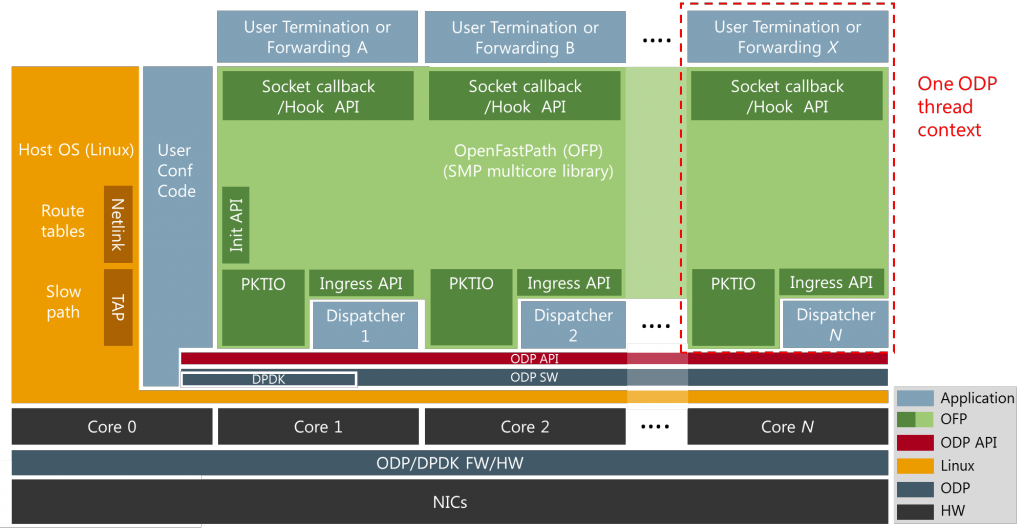 User Termination or
Forwarding A
User Termination or
Forwarding B
....
User Termination or
Forwarding X
One ODP
thread
context
Socket callback
/Hook API
Socket callback
/Hook API
Socket callback
/Hook API
Host OS (Linux)
User
Conf
Code
OpenFastPath (OFP)
(SMP multicore library)
Route
tables
Netlink
Init API
Slow
path
TAP
PKTIO
Ingress API
Dispatcher
1
PKTIO
Ingress API
Dispatcher
2
....
PKTIO
Ingress API
Dispatcher
N
ODP API
DPDK
ODP SW
Core 0
Core 1
Core 2
....
Core N
ODP/DPDK FW/HW
NICs
Application
OFP
ODP API
Linux
ODP
HW